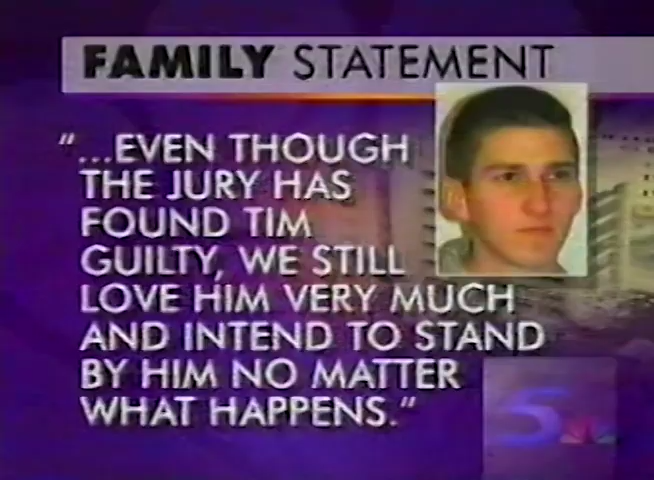 FAMILY STATEMENT
"...EVEN THOUGH
THE JURY HAS
FOUND TIM
GUILTY, WE STILL
LOVE HIM VERY MUCH
AND INTEND TO STAND
BY HIM NO MATTER
WHAT HAPPENS."
5